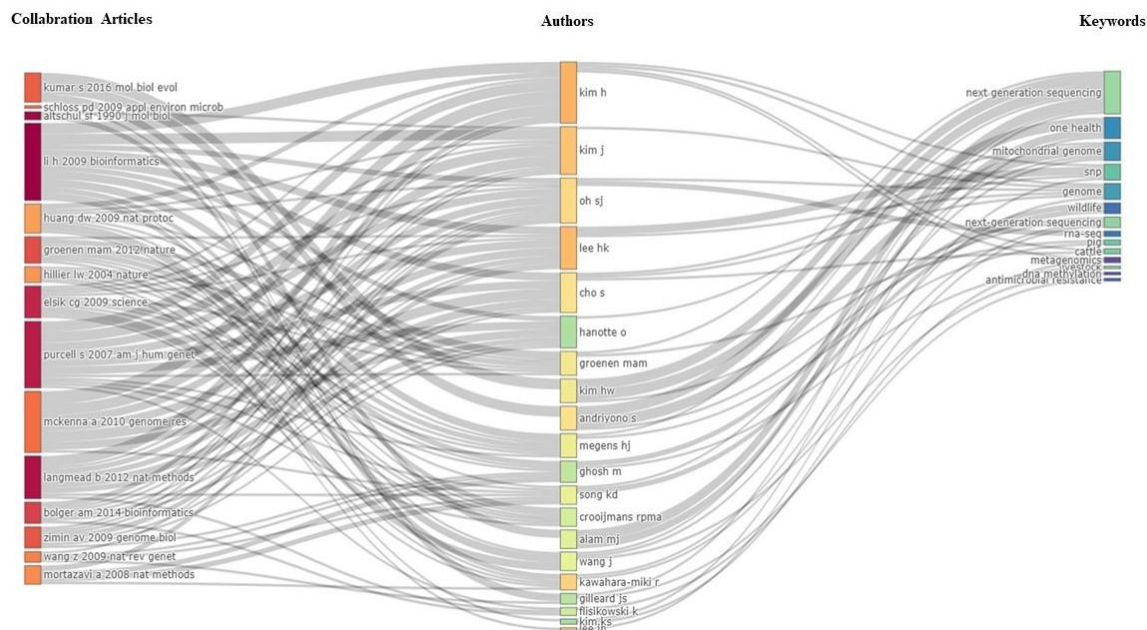 Collabration Articles
Authors
Keywords
kumar s 2016 mol biol evol
schloss pd 2009 appl environ microb
altschul sf 1990 j mol biol
li h 2009 bioinformatics
huang dw 2009 nat protoc
groenen mam 2012 nature
hillier lw 2004 nature
elsik cg 2009 science
purcell s 2007 am j hum genet
mckenna a 2010 genome res
langmead b 2012 nat methods
bolger am 2014 bioinformatics
zimin av 2009 genome biol
wang z 2009 nat rev genet
mortazavi a 2008 nat methods
kim h
kim j
oh sj
lee hk
cho s
hanotte o
groenen mam
kim hw
andriyono s
megens hj
ghosh m
song kd
crooijmans rpma
alam mj
wang j
kawahara-miki r
gilleard js
flisikowski k
kim ks
next generation sequencing
one health
mitochondrial genome
snp
genome
wildlife
next-generation sequencing
rna-seq
pig
cattle
metagenomics
livestock
dna methylation
antimicrobial resistance